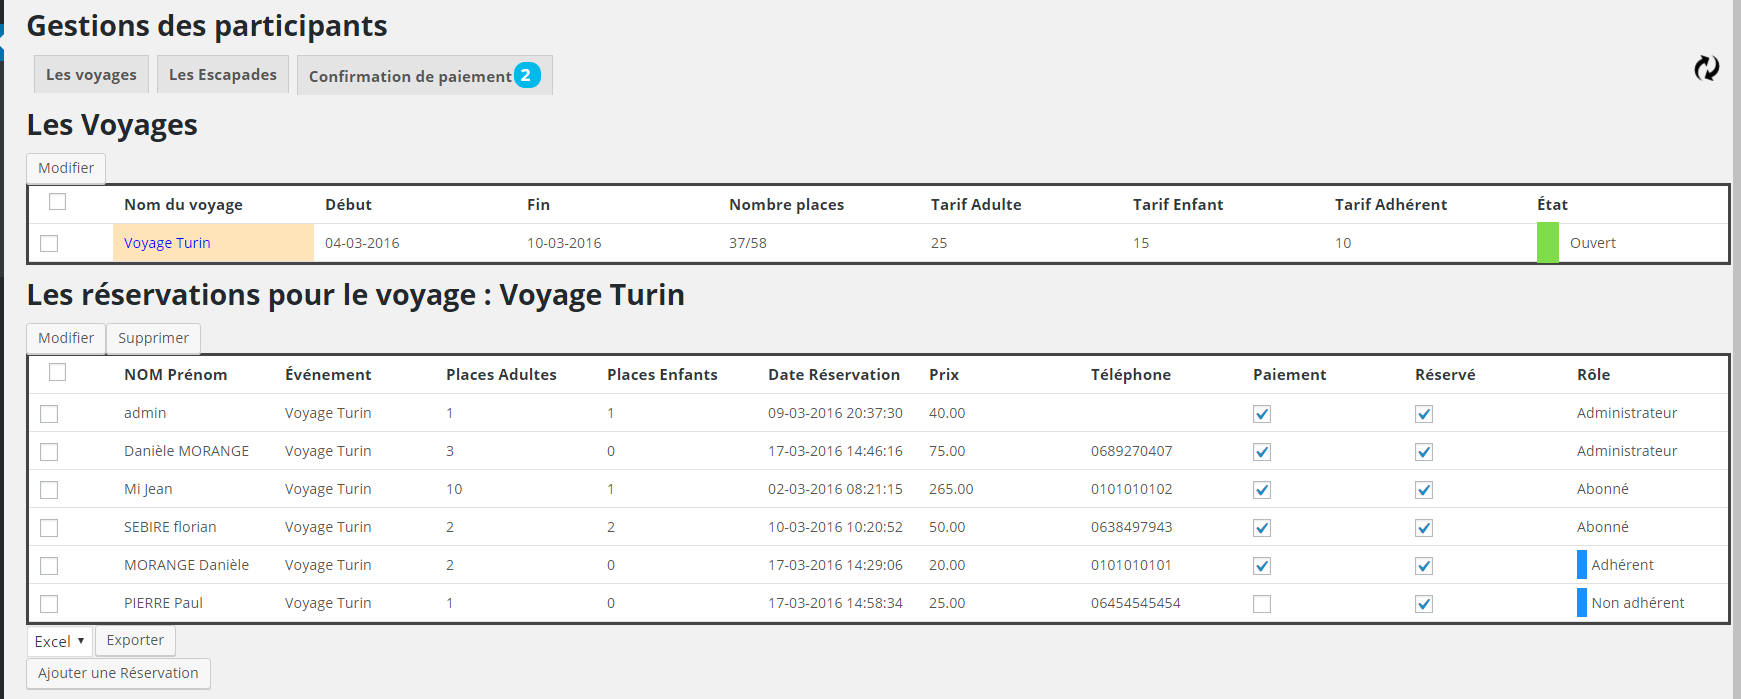 Gestions des participants
Les voyages Les Escapades Confirmation de paiement 2
Les Voyages
Modifier
Nom du voyage Début Fin Nombre places Tarif Adulte Tarif Enfant Tarif Adhérent État
Voyage Turin 04-03-2016 10-03-2016 37/58 25 15 10 Ouvert
Les réservations pour le voyage : Voyage Turin
Modifier Supprimer
NOM Prénom Événement Places Adultes Places Enfants Date Réservation Prix Téléphone Paiement Réservé Rôle
admin Voyage Turin 1 1 09-03-2016 20:37:30 40.00 Administrateur
Danièle MORANGE Voyage Turin 3 0 17-03-2016 14:46:16 75.00 0689270407 Administrateur
Mi Jean Voyage Turin 10 1 02-03-2016 08:21:15 265.00 0101010102 Abonné
SEBIRE florian Voyage Turin 2 2 10-03-2016 10:20:52 50.00 0638497943 Abonné
MORANGE Danièle Voyage Turin 2 0 17-03-2016 14:29:06 20.00 0101010101 Adhérent
PIERRE Paul Voyage Turin 1 0 17-03-2016 14:58:34 25.00 06454545454 Non adhérent
Excel Exporter
Ajouter une Réservation